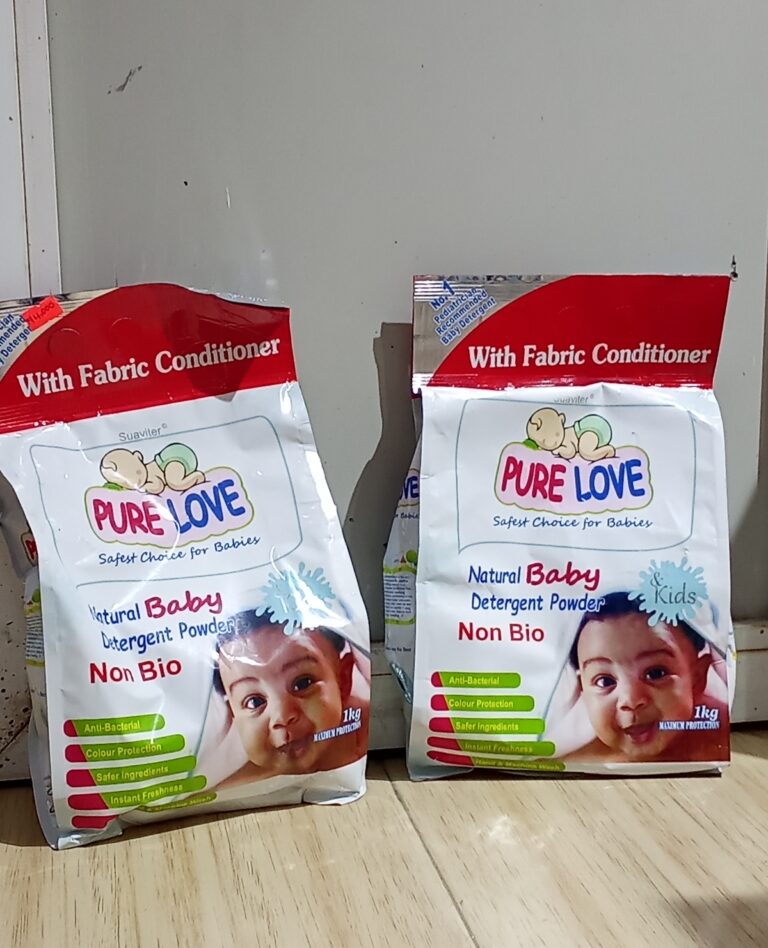 With Fabric Conditioner
Suaviter®
PURE LOVE
Safest Choice for Babies
Natural Baby
Detergent Powder
Non Bio
Anti-Bacterial
Colour Protection
Safer Ingredients
Instant Freshness
1kg
MAXIMUM PROTECTION
No. 1
Pediatrician
Recommended
Baby Detergent
With Fabric Conditioner
Suaviter®
PURE LOVE
Safest Choice for Babies
Natural Baby
& Kids
Detergent Powder
Non Bio
Anti-Bacterial
Colour Protection
Safer Ingredients
Instant Freshness
Hand & Machine Wash
1kg
MAXIMUM PROTECTION